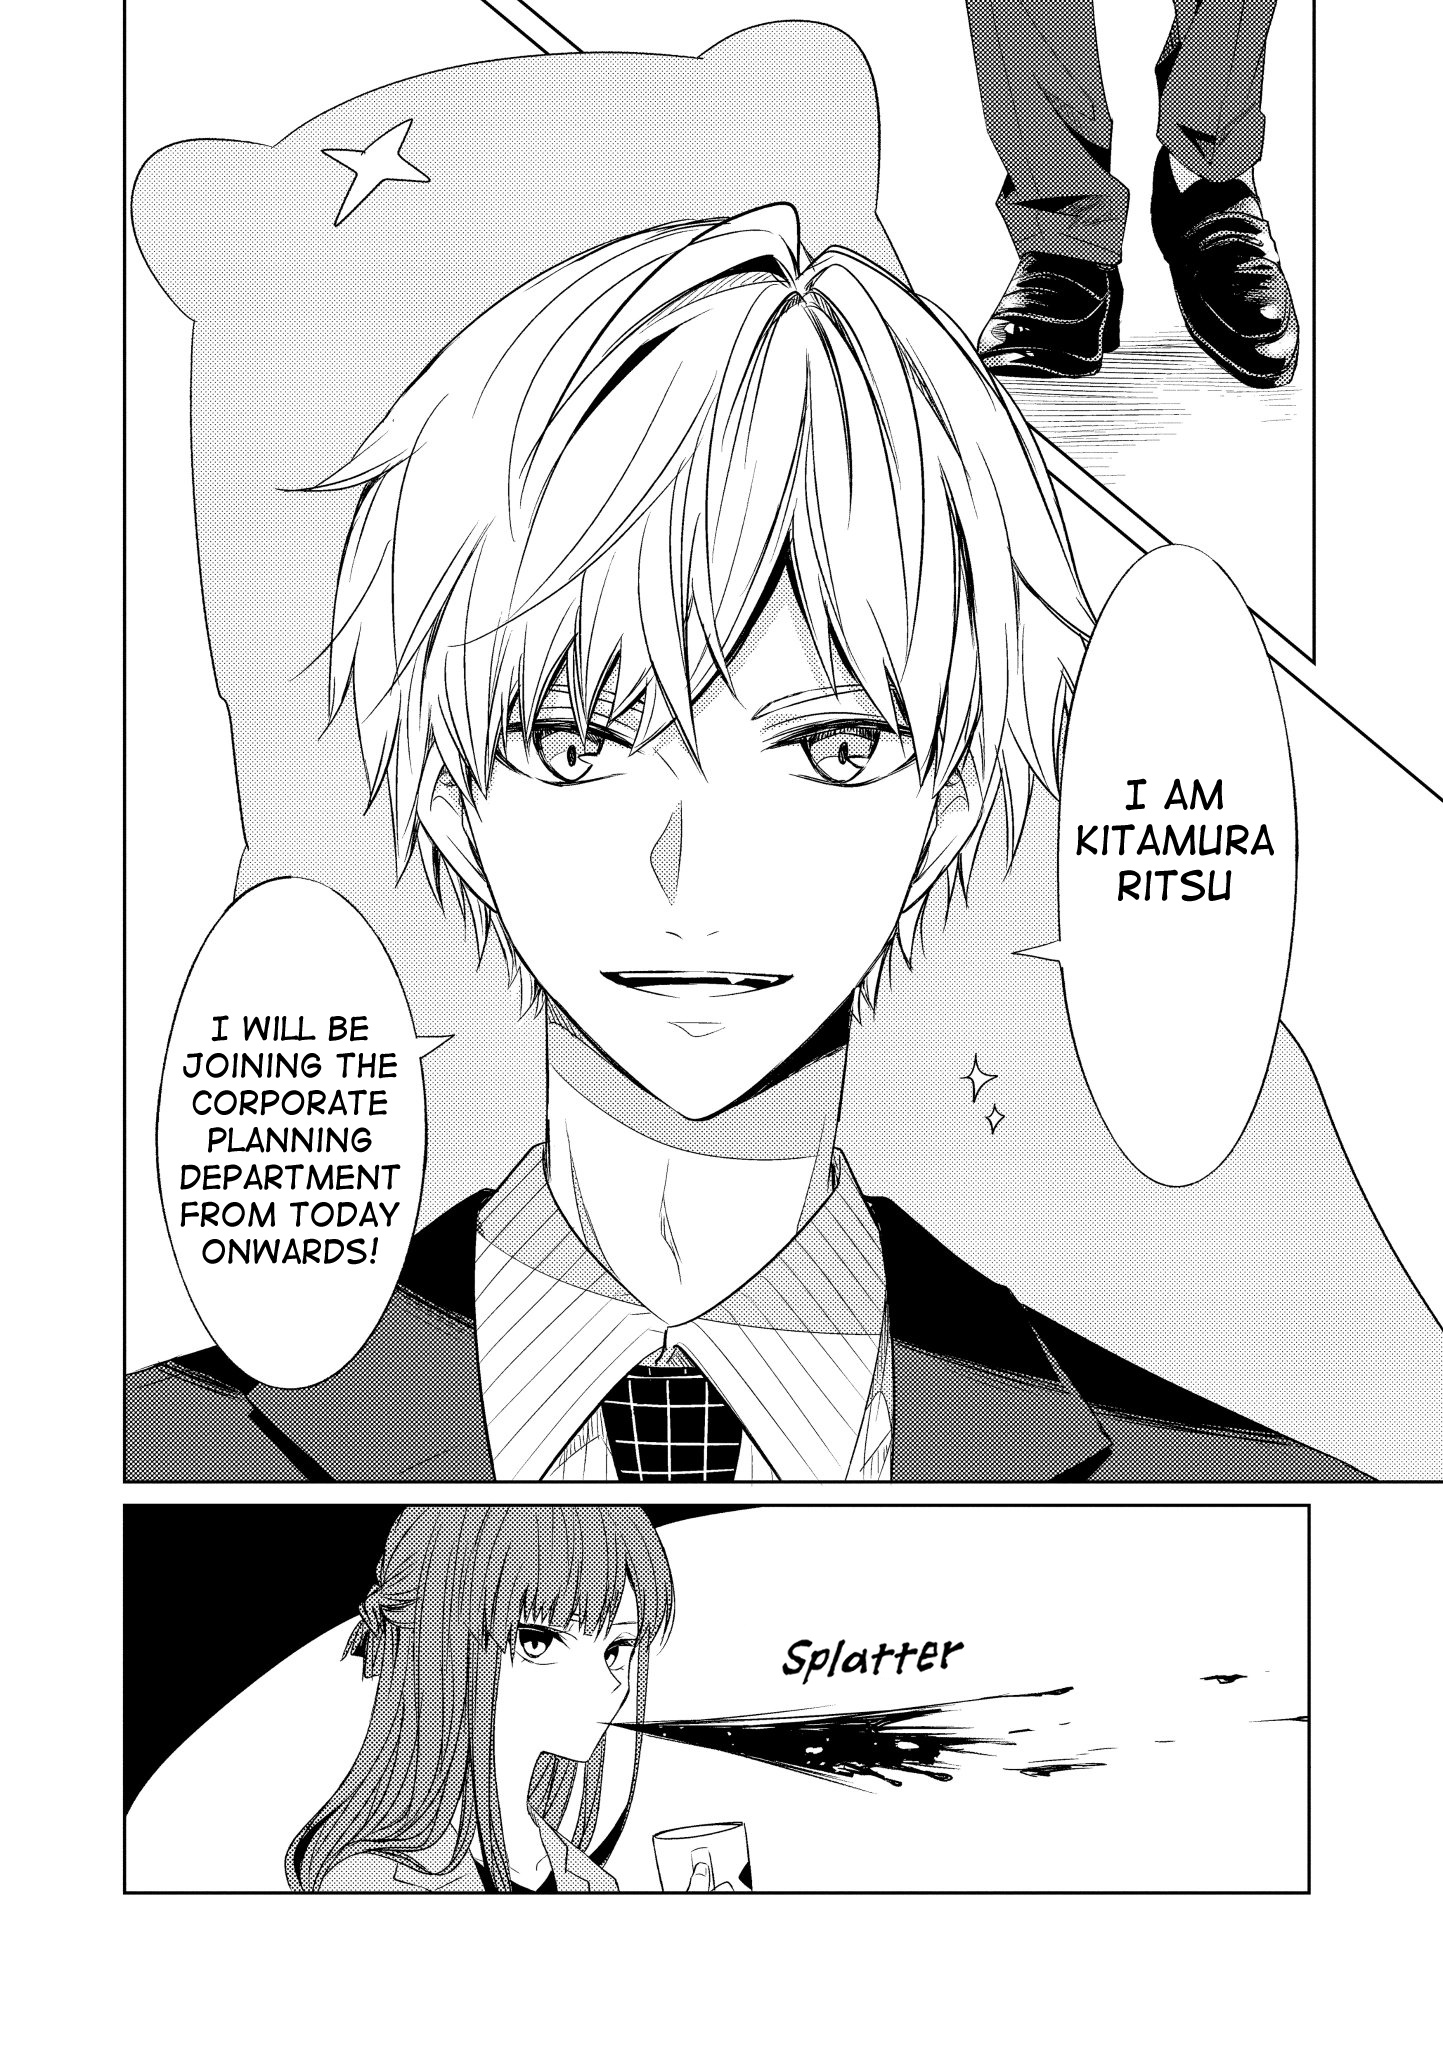 I AM
KITAMURA
RITSU
I WILL BE
JOINING THE
CORPORATE
PLANNING
DEPARTMENT
FROM TODAY
ONWARDS!
Splatter